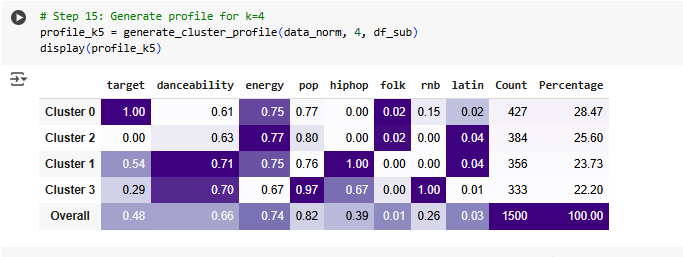 # Step 15: Generate profile for k=4
profile_k5 = generate_cluster_profile(data_norm, 4, df_sub)
display(profile_k5)
target danceability energy pop hiphop folk rnb latin Count Percentage
Cluster 0 1.00 0.61 0.75 0.77 0.00 0.02 0.15 0.02 427 28.47
Cluster 2 0.00 0.63 0.77 0.80 0.00 0.02 0.00 0.04 384 25.60
Cluster 1 0.54 0.71 0.75 0.76 1.00 0.00 0.00 0.04 356 23.73
Cluster 3 0.29 0.70 0.67 0.97 0.67 0.00 1.00 0.01 333 22.20
Overall 0.48 0.66 0.74 0.82 0.39 0.01 0.26 0.03 1500 100.00